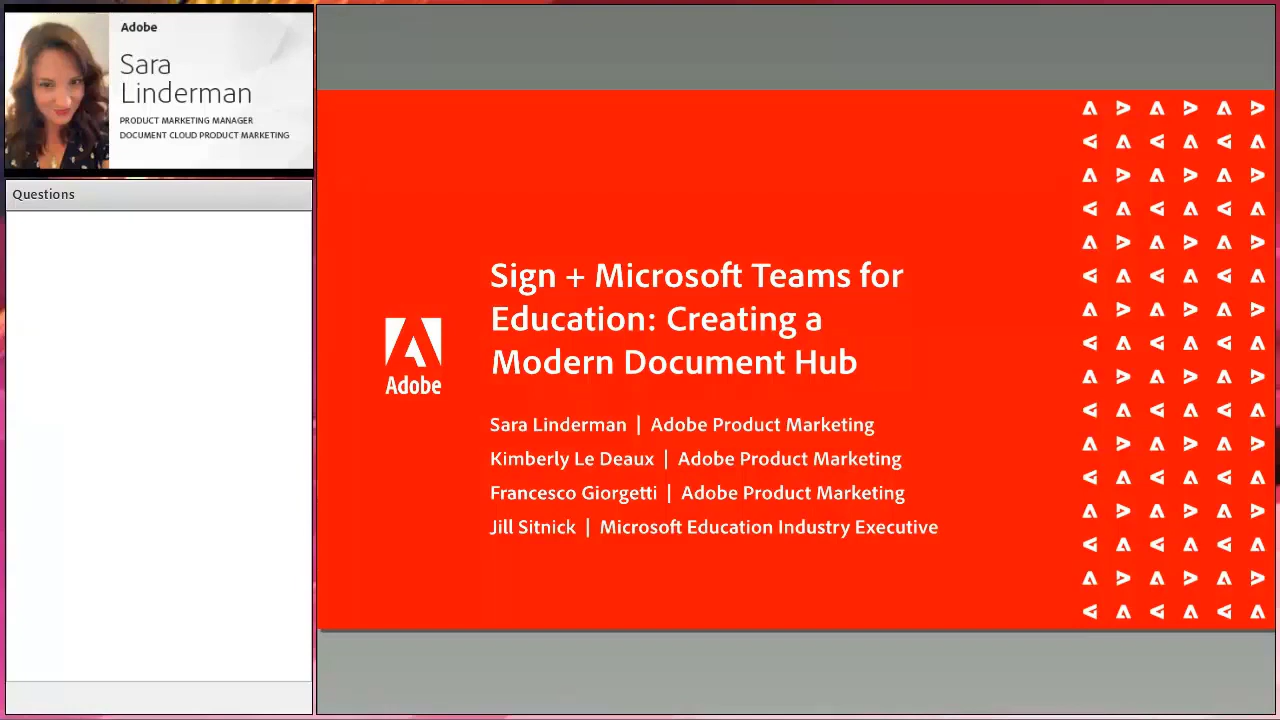 Adobe
Sara
Linderman
PRODUCT MARKETING MANAGER
DOCUMENT CLOUD PRODUCT MARKETING
Questions
Sign + Microsoft Teams for
Education: Creating a
Modern Document Hub
Adobe
Sara Linderman | Adobe Product Marketing
Kimberly Le Deaux | Adobe Product Marketing
Francesco Giorgetti | Adobe Product Marketing
Jill Sitnick | Microsoft Education Industry Executive